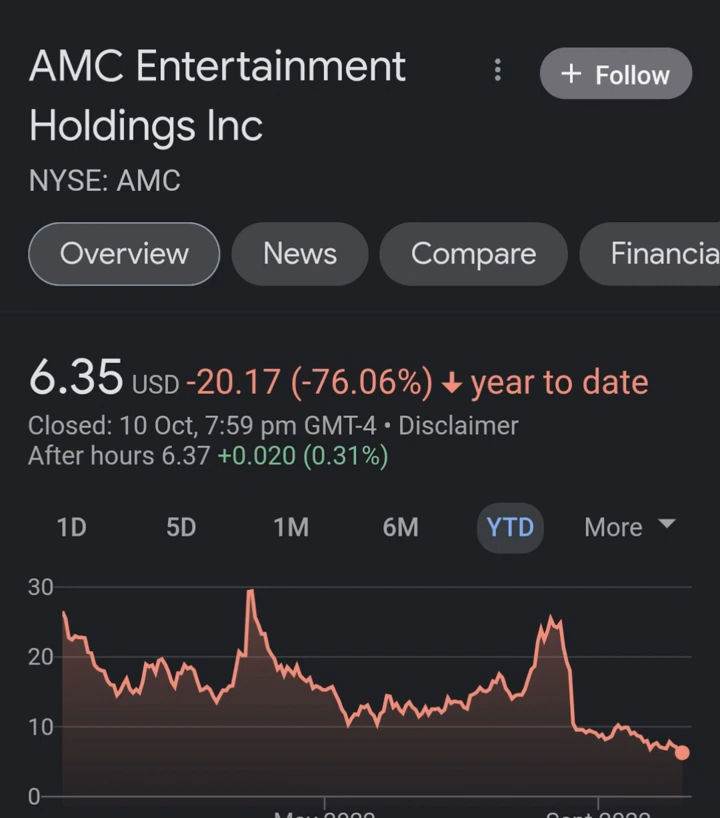 AMC Entertainment
Holdings Inc
+ Follow
NYSE: AMC
Overview
News
Compare
Financia
6.35 USD -20.17 (-76.06%) ↓ year to date
Closed: 10 Oct, 7:59 pm GMT-4 • Disclaimer
After hours 6.37 +0.020 (0.31%)
1D
5D
1M
6M
YTD
More
30
20
10
0